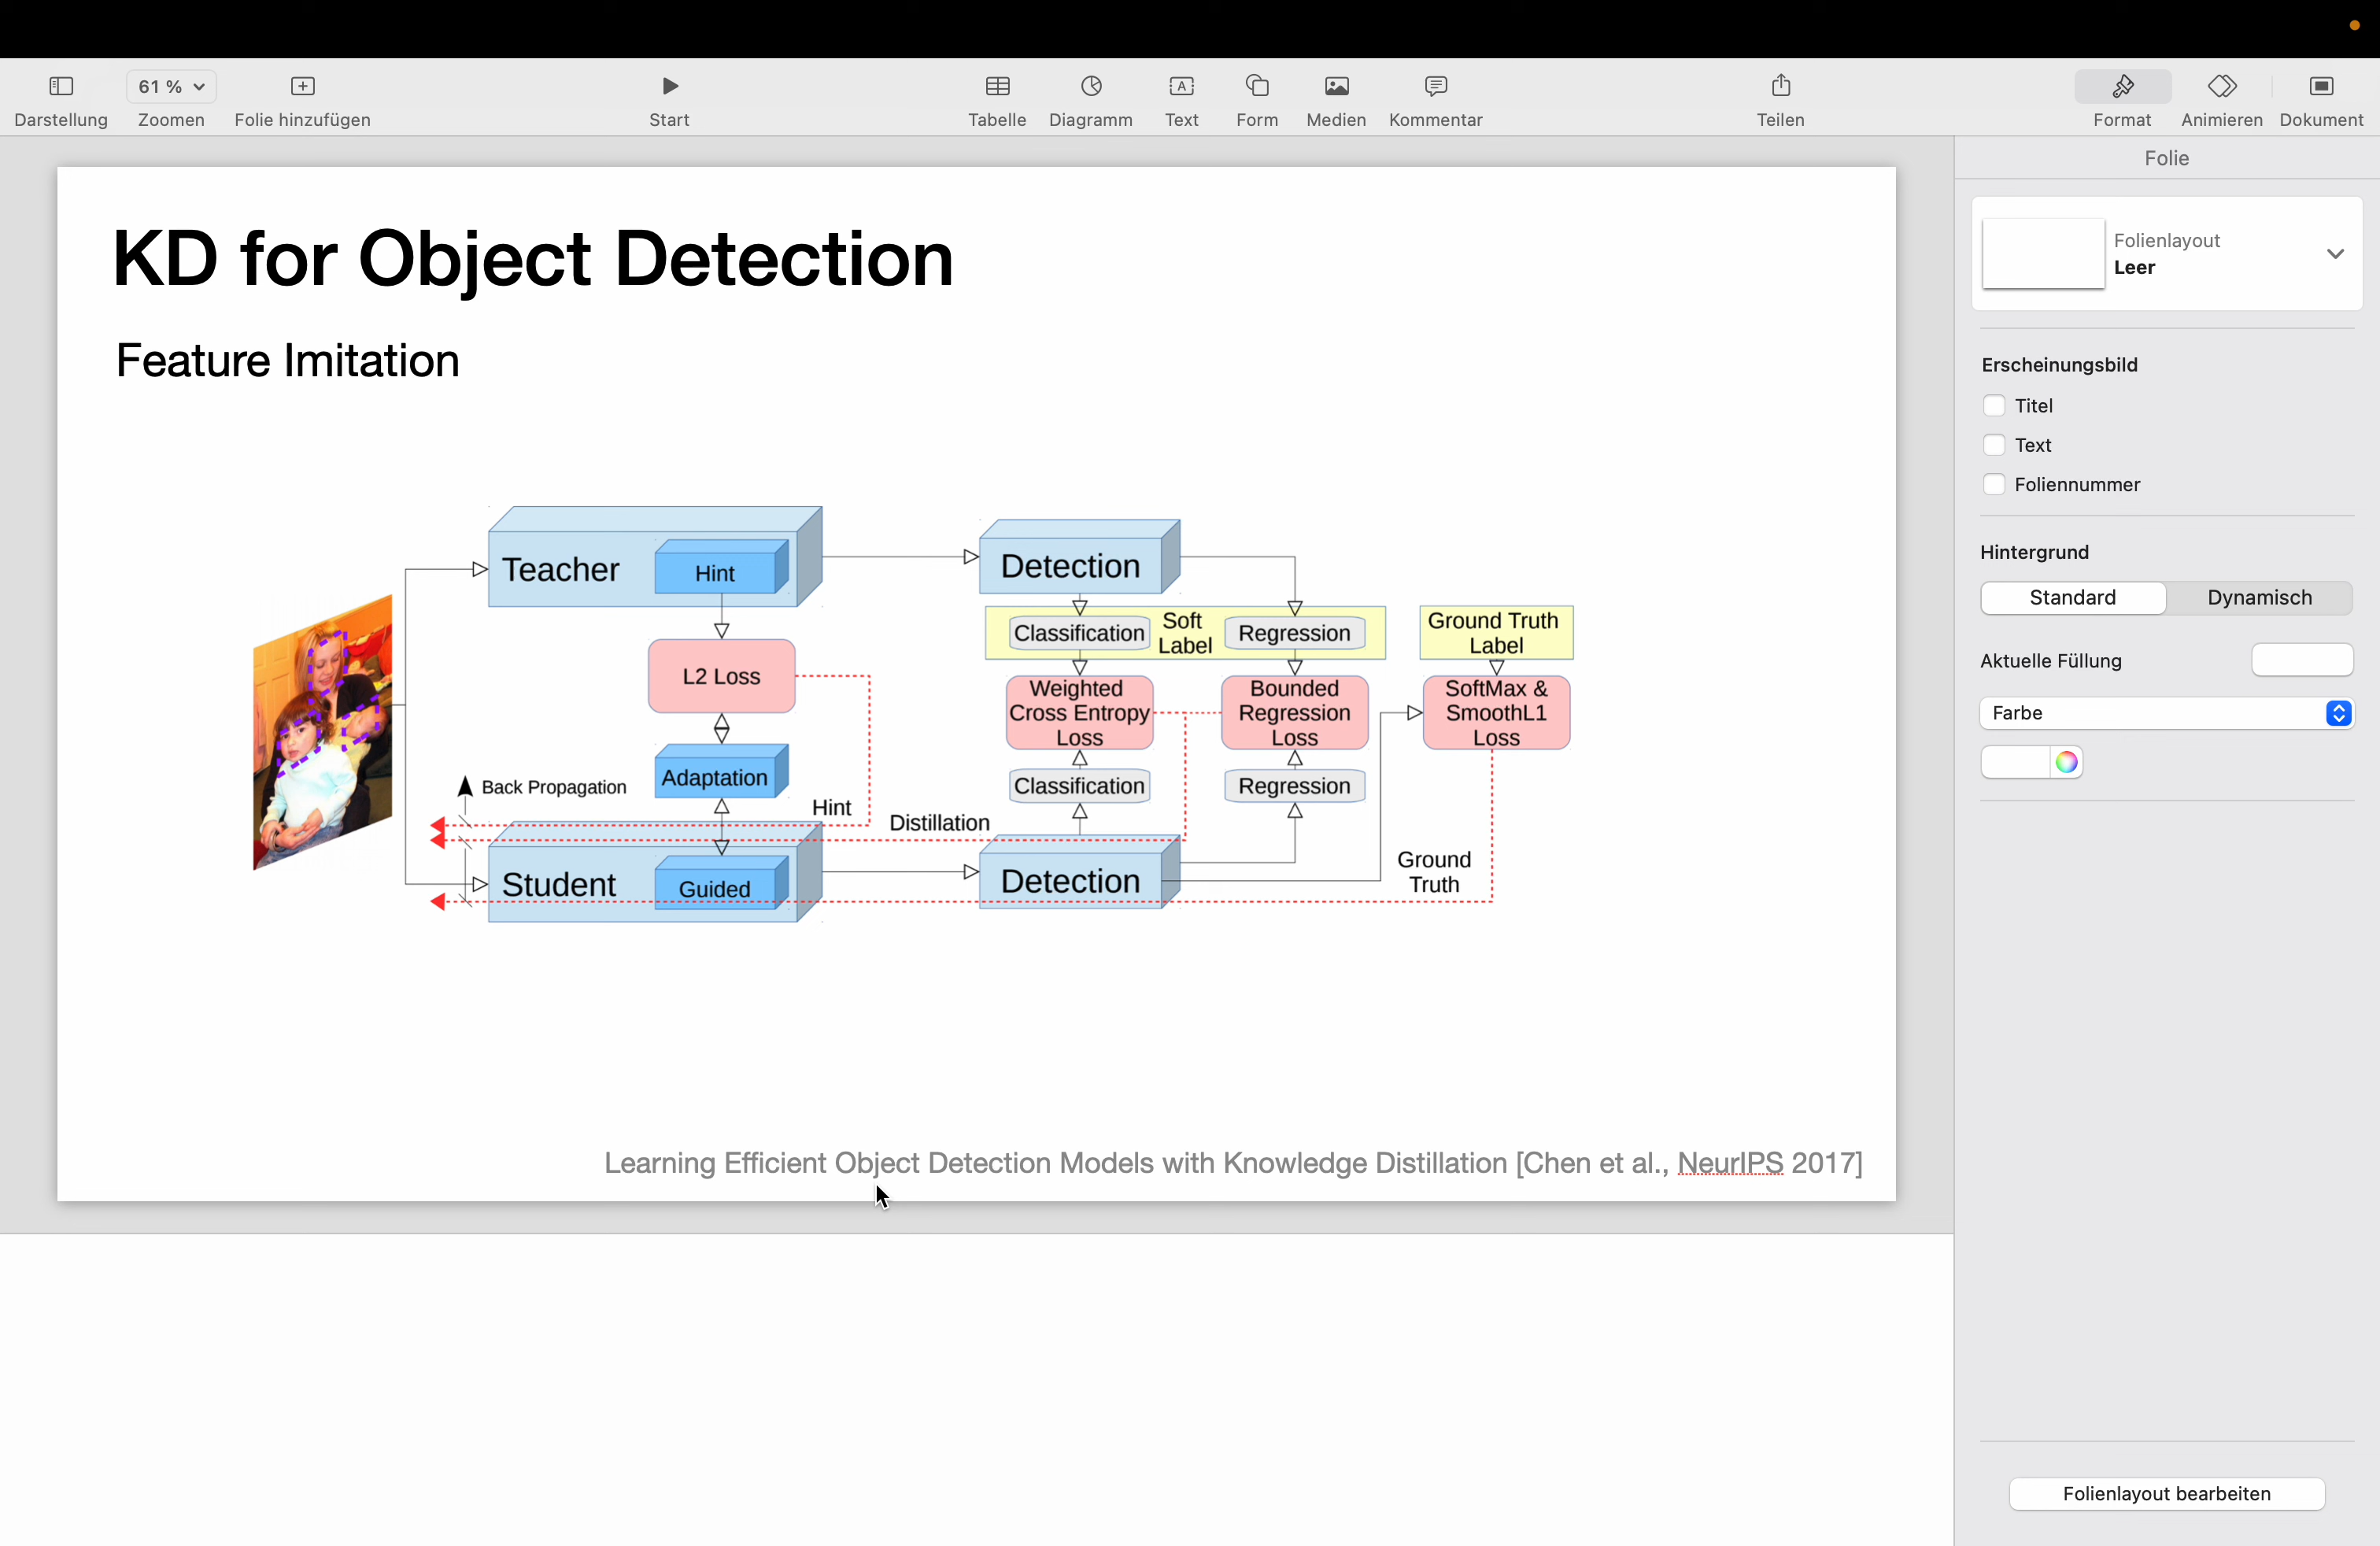 61 %
Darstellung
Zoomen
Folie hinzufügen
Start
Tabelle
Diagramm
Text
Form
Medien
Kommentar
Teilen
Format
Animieren
Dokument
KD for Object Detection
Feature Imitation
Teacher
Hint
Detection
Classification
Soft
Label
Regression
Ground Truth
Label
L2 Loss
Weighted
Cross Entropy
Loss
Bounded
Regression
Loss
SoftMax &
SmoothL1
Loss
Adaptation
Back Propagation
Hint
Distillation
Classification
Regression
Student
Guided
Detection
Ground
Truth
Learning Efficient Object Detection Models with Knowledge Distillation [Chen et al., NeurIPS 2017]
Folie
Folienlayout
Leer
Erscheinungsbild
Titel
Text
Foliennummer
Hintergrund
Standard
Dynamisch
Aktuelle Füllung
Farbe
Folienlayout bearbeiten